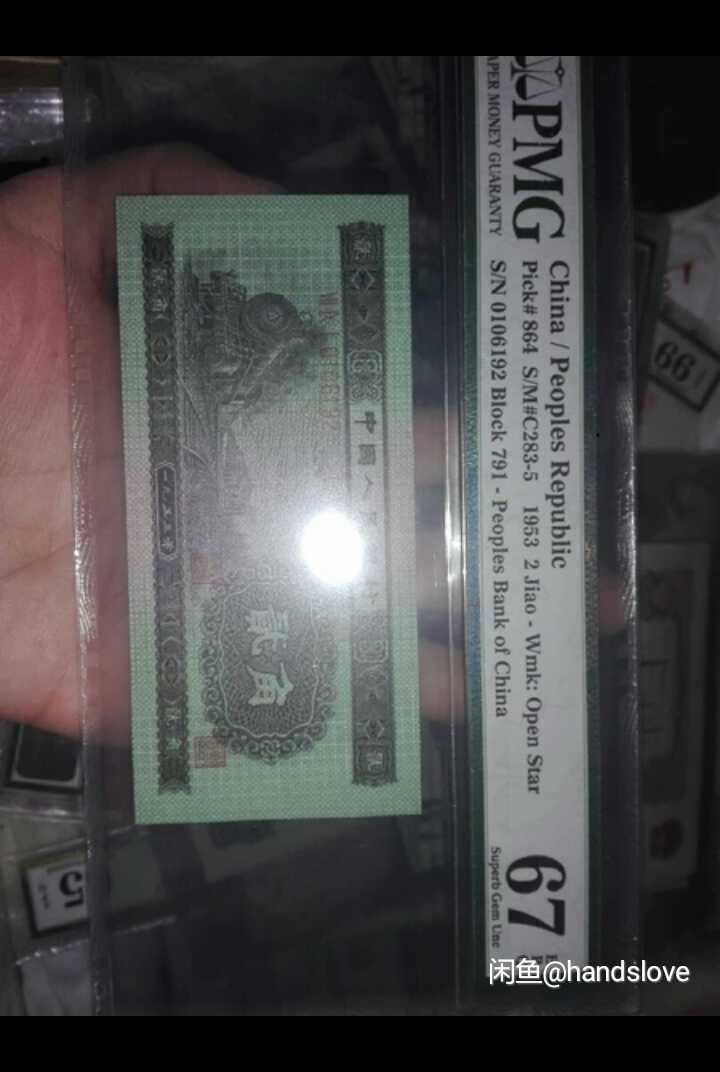 PMG
PAPER MONEY GUARANTY
China / Peoples Republic
Pick# 864 S/M#C283-5 1953 2 Jiao - Wmk: Open Star
S/N 0106192 Block 791 - Peoples Bank of China
67
Superb Gem Unc
中國人
貳角
66
闲鱼@handslove